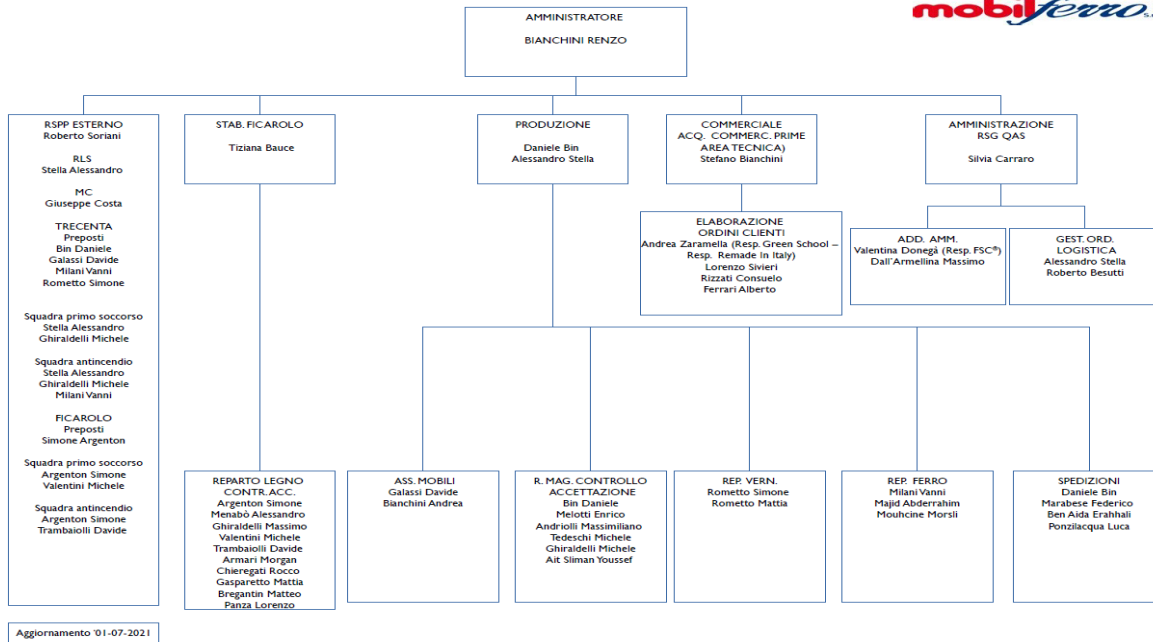 AMMINISTRATORE
BIANCHINI RENZO
mobilferro
RSPP ESTERNO
Roberto Soriani
RLS
Stella Alessandro
MC
Giuseppe Costa
TRECENTA
Preposti
Bin Daniele
Galassi Davide
Milani Vanni
Rometto Simone
Squadra primo soccorso
Stella Alessandro
Ghiraldelli Michele
Squadra antincendio
Stella Alessandro
Ghiraldelli Michele
Milani Vanni
FICAROLO
Preposti
Simone Argenton
Squadra primo soccorso
Argenton Simone
Valentini Michele
Squadra antincendio
Argenton Simone
Trambaiolli Davide
STAB. FICAROLO
Tiziana Bauce
PRODUZIONE
Daniele Bin
Alessandro Stella
COMMERCIALE
ACQ. COMMERC. PRIME
AREA TECNICA)
Stefano Bianchini
AMMINISTRAZIONE
RSG QAS
Silvia Carraro
ELABORAZIONE
ORDINI CLIENTI
Andrea Zaramella (Resp. Green School –
Resp. Remade In Italy)
Lorenzo Sivieri
Rizzati Consuelo
Ferrari Alberto
ADD. AMM.
Valentina Donegá (Resp. FSC®)
Dall'Armellina Massimo
GEST. ORD.
LOGISTICA
Alessandro Stella
Roberto Besutti
REPARTO LEGNO
CONTR. ACC.
Argenton Simone
Menabò Alessandro
Ghiraldelli Massimo
Valentini Michele
Trambaiolli Davide
Armari Morgan
Chieregati Rocco
Gasparetto Mattia
Bregantin Matteo
Panza Lorenzo
ASS. MOBILI
Galassi Davide
Bianchini Andrea
R. MAG. CONTROLLO
ACCETTAZIONE
Bin Daniele
Melotti Enrico
Andriolli Massimiliano
Tedeschi Michele
Ghiraldelli Michele
Ait Sliman Youssef
REP. VERN.
Rometto Simone
Rometto Mattia
REP. FERRO
Milani Vanni
Majid Abderrahim
Mouhcine Morsli
SPEDIZIONI
Daniele Bin
Marabese Federico
Ben Aida Erahhali
Ponzilacqua Luca
Aggiornamento '01-07-2021